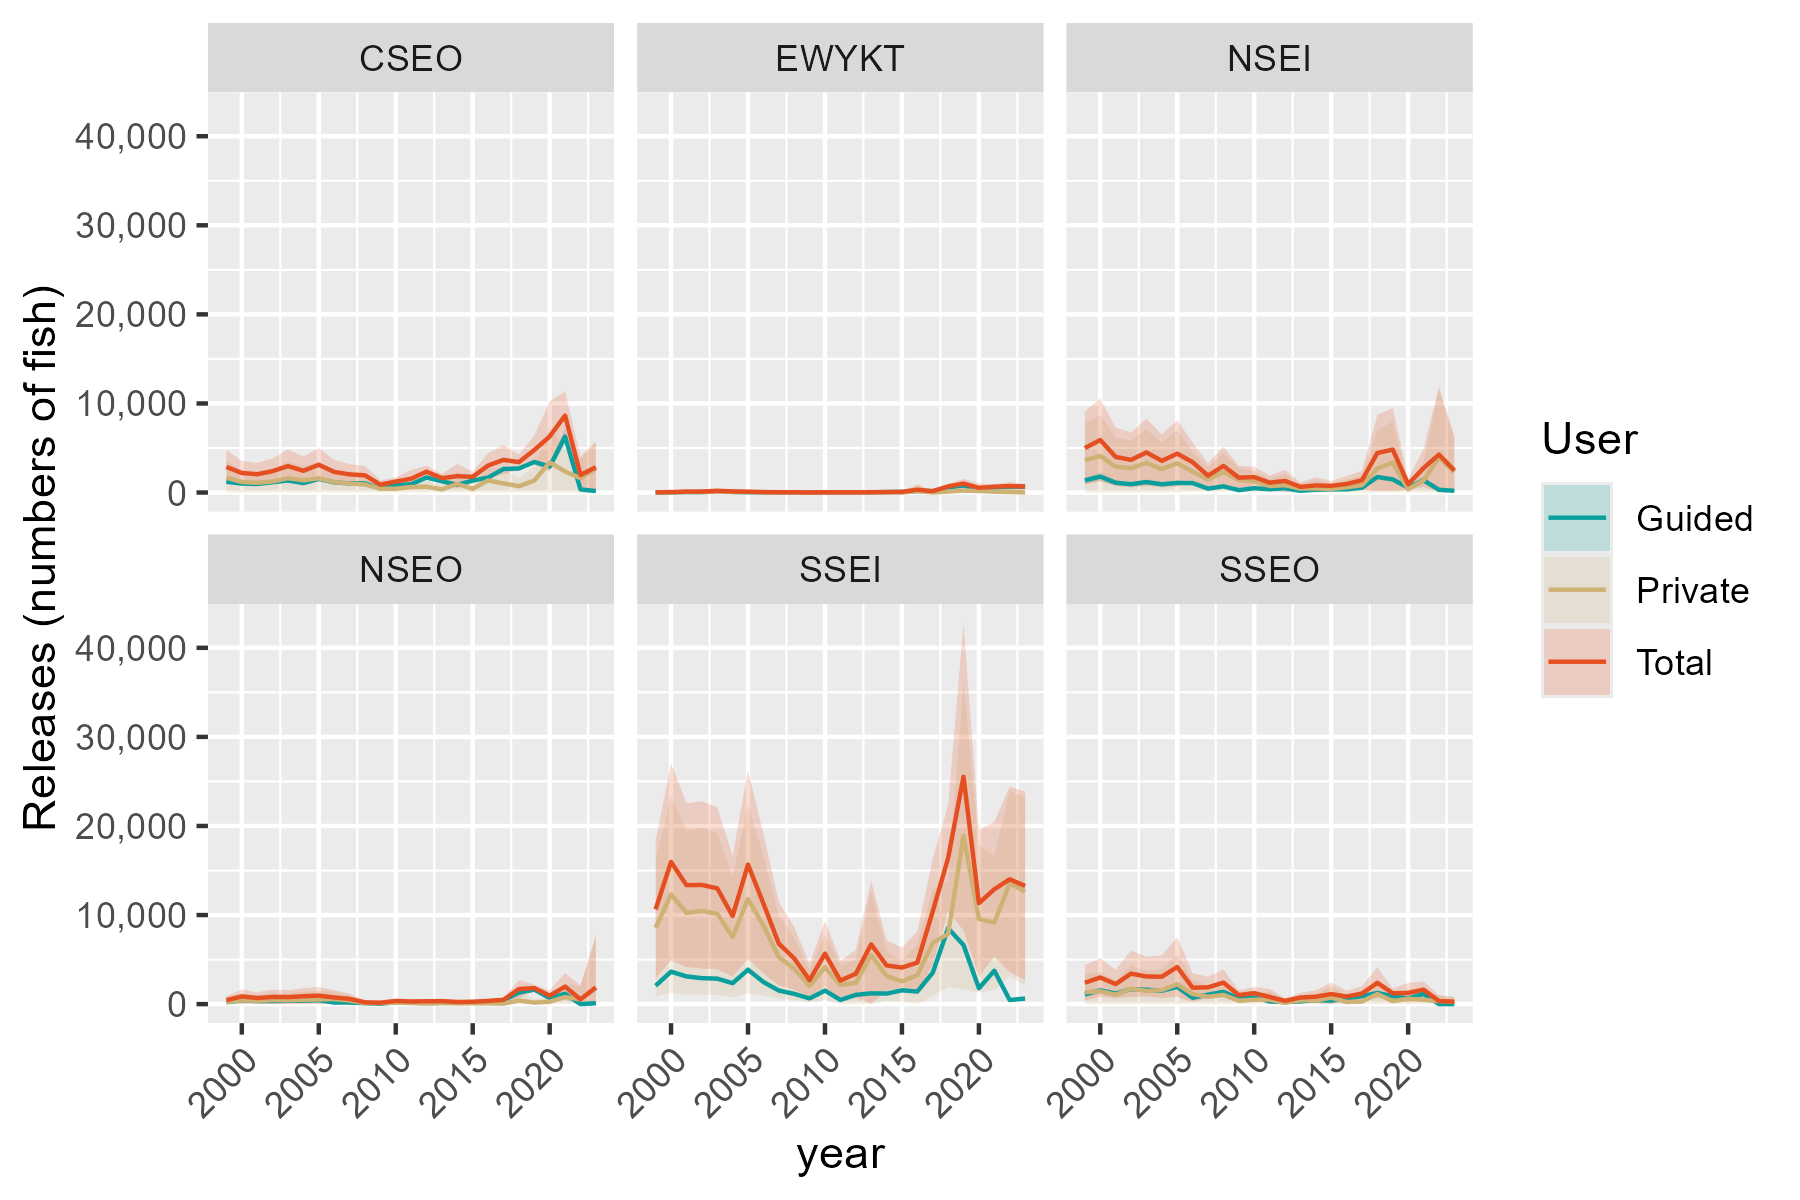 CSEO EWYKT NSEI
40,000
30,000
20,000
10,000
0
NSEO SSEI SSEO
40,000
30,000
20,000
10,000
0
2000 2005 2010 2015 2020 2000 2005 2010 2015 2020 2000 2005 2010 2015 2020
year
Releases (numbers of fish)
User
Guided
Private
Total